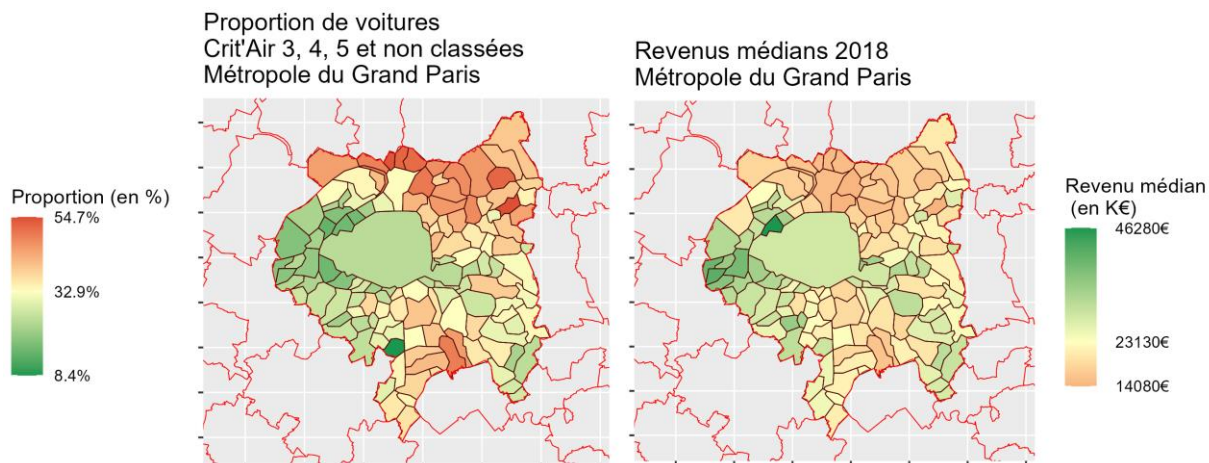 Proportion de voitures
Crit'Air 3, 4, 5 et non classées
Métropole du Grand Paris
Revenus médians 2018
Métropole du Grand Paris
Proportion (en %)
54.7%
32.9%
8.4%
Revenu médian
(en K€)
46280€
23130€
14080€